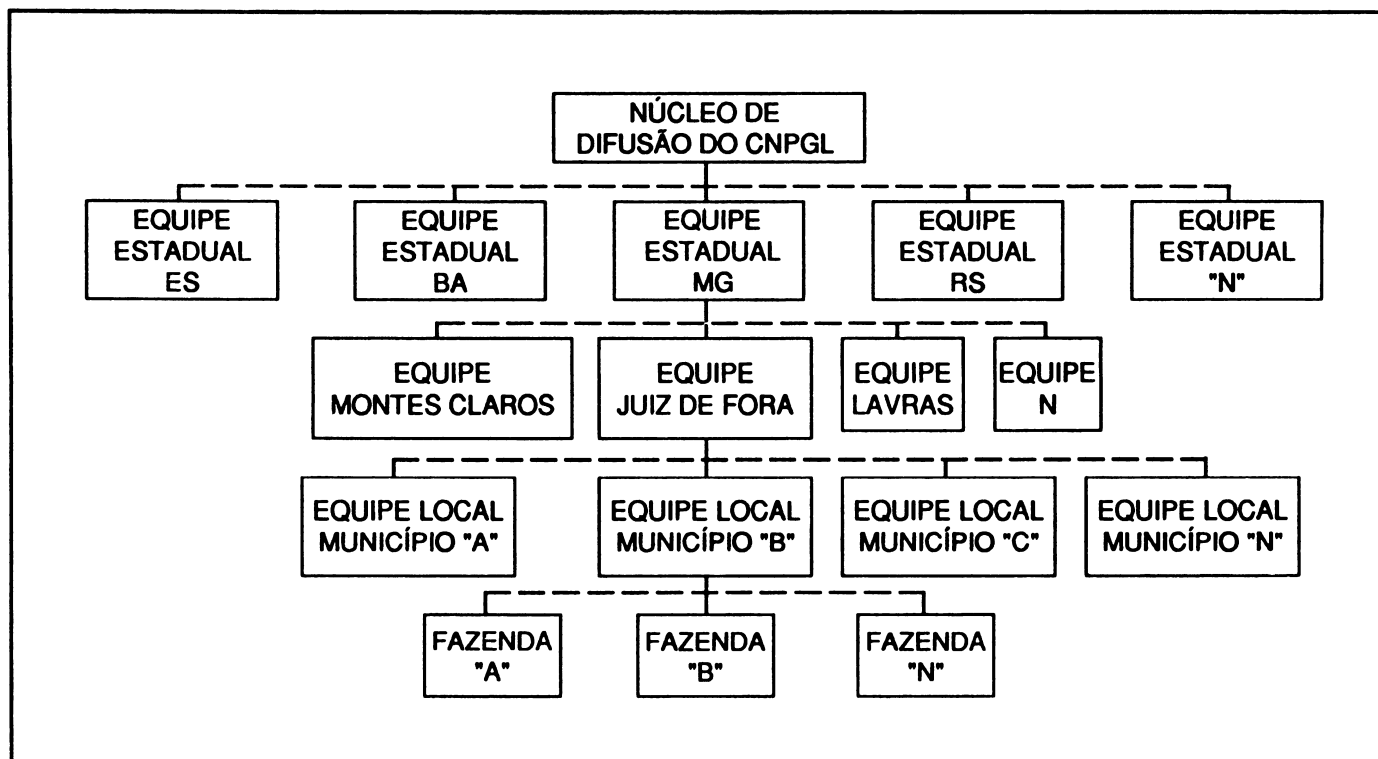 NÚCLEO DE
DIFUSÃO DO CNPGL
EQUIPE
ESTADUAL
ES
EQUIPE
ESTADUAL
BA
EQUIPE
ESTADUAL
MG
EQUIPE
ESTADUAL
RS
EQUIPE
ESTADUAL
"N"
EQUIPE
MONTES CLAROS
EQUIPE
JUIZ DE FORA
EQUIPE
LAVRAS
EQUIPE
N
EQUIPE LOCAL
MUNICÍPIO "A"
EQUIPE LOCAL
MUNICÍPIO "B"
EQUIPE LOCAL
MUNICÍPIO "C"
EQUIPE LOCAL
MUNICÍPIO "N"
FAZENDA
"A"
FAZENDA
"B"
FAZENDA
"N"